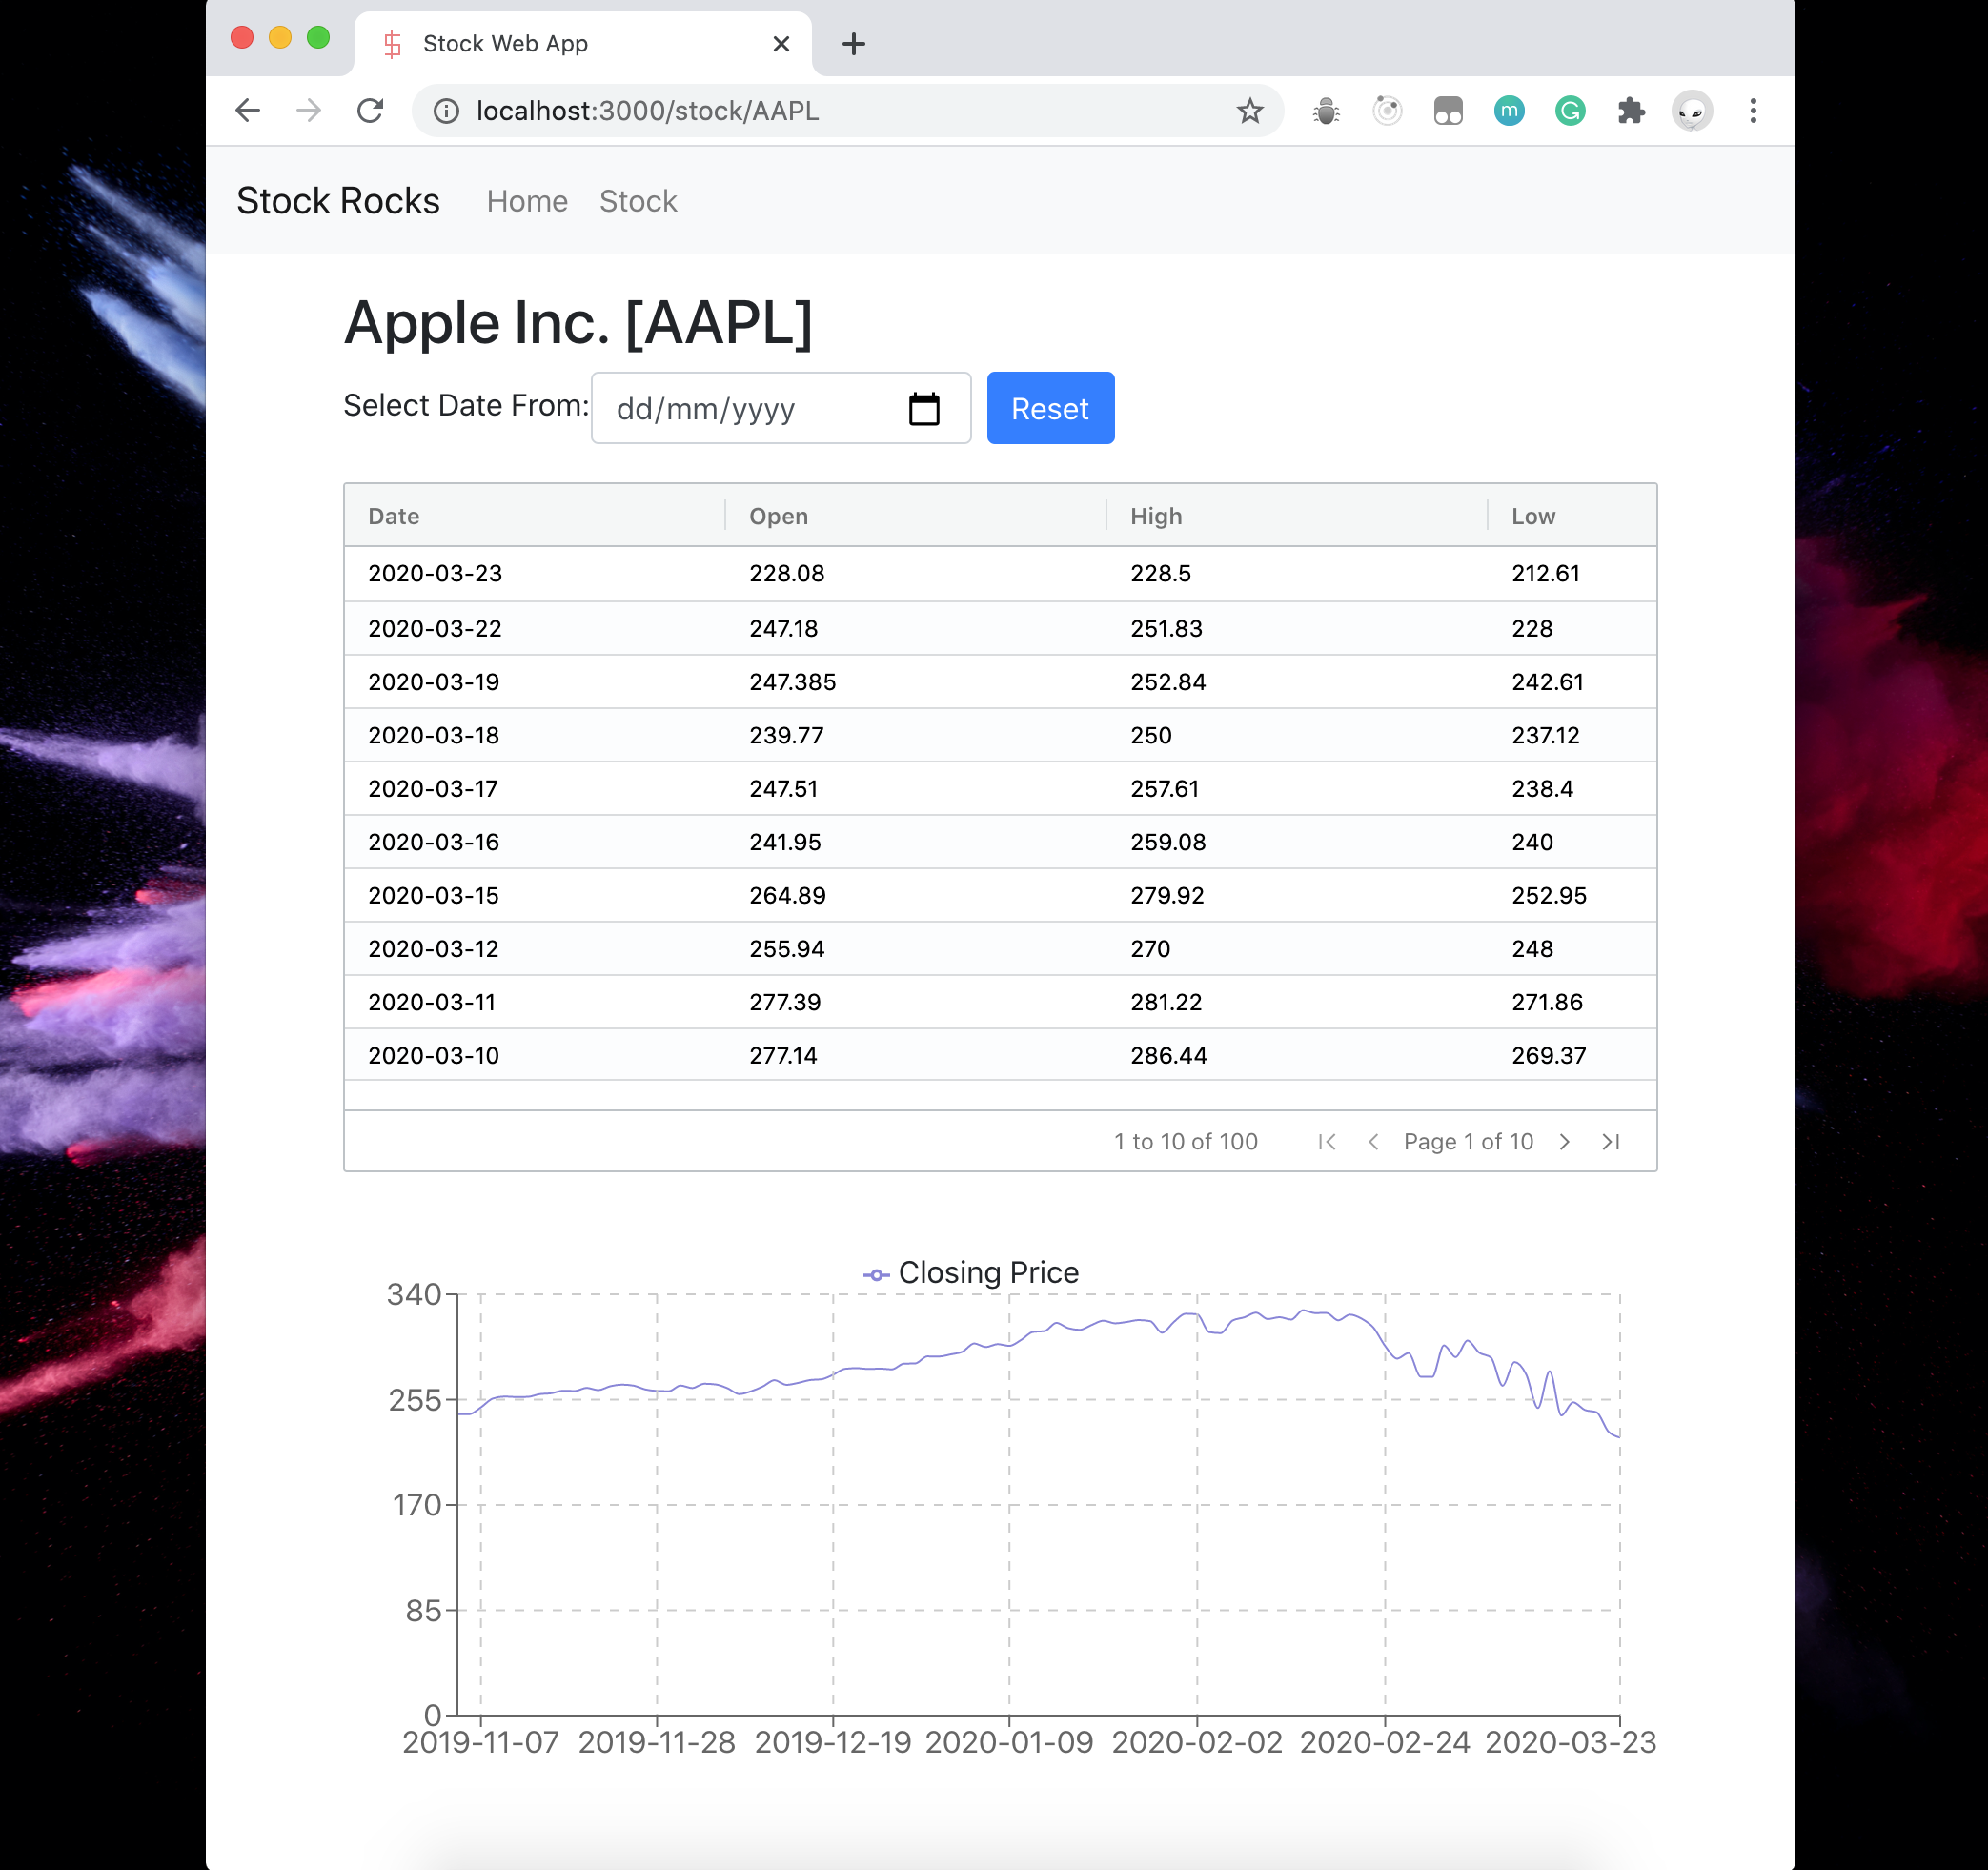 Stock Web App
localhost:3000/stock/AAPL
m
G
Stock Rocks Home Stock
Apple Inc. [AAPL]
Select Date From: dd/mm/yyyy Reset
Date Open High Low
2020-03-23 228.08 228.5 212.61
2020-03-22 247.18 251.83 228
2020-03-19 247.385 252.84 242.61
2020-03-18 239.77 250 237.12
2020-03-17 247.51 257.61 238.4
2020-03-16 241.95 259.08 240
2020-03-15 264.89 279.92 252.95
2020-03-12 255.94 270 248
2020-03-11 277.39 281.22 271.86
2020-03-10 277.14 286.44 269.37
1 to 10 of 100 Page 1 of 10
Closing Price
340
255
170
85
0
2019-11-07 2019-11-28 2019-12-19 2020-01-09 2020-02-02 2020-02-24 2020-03-23